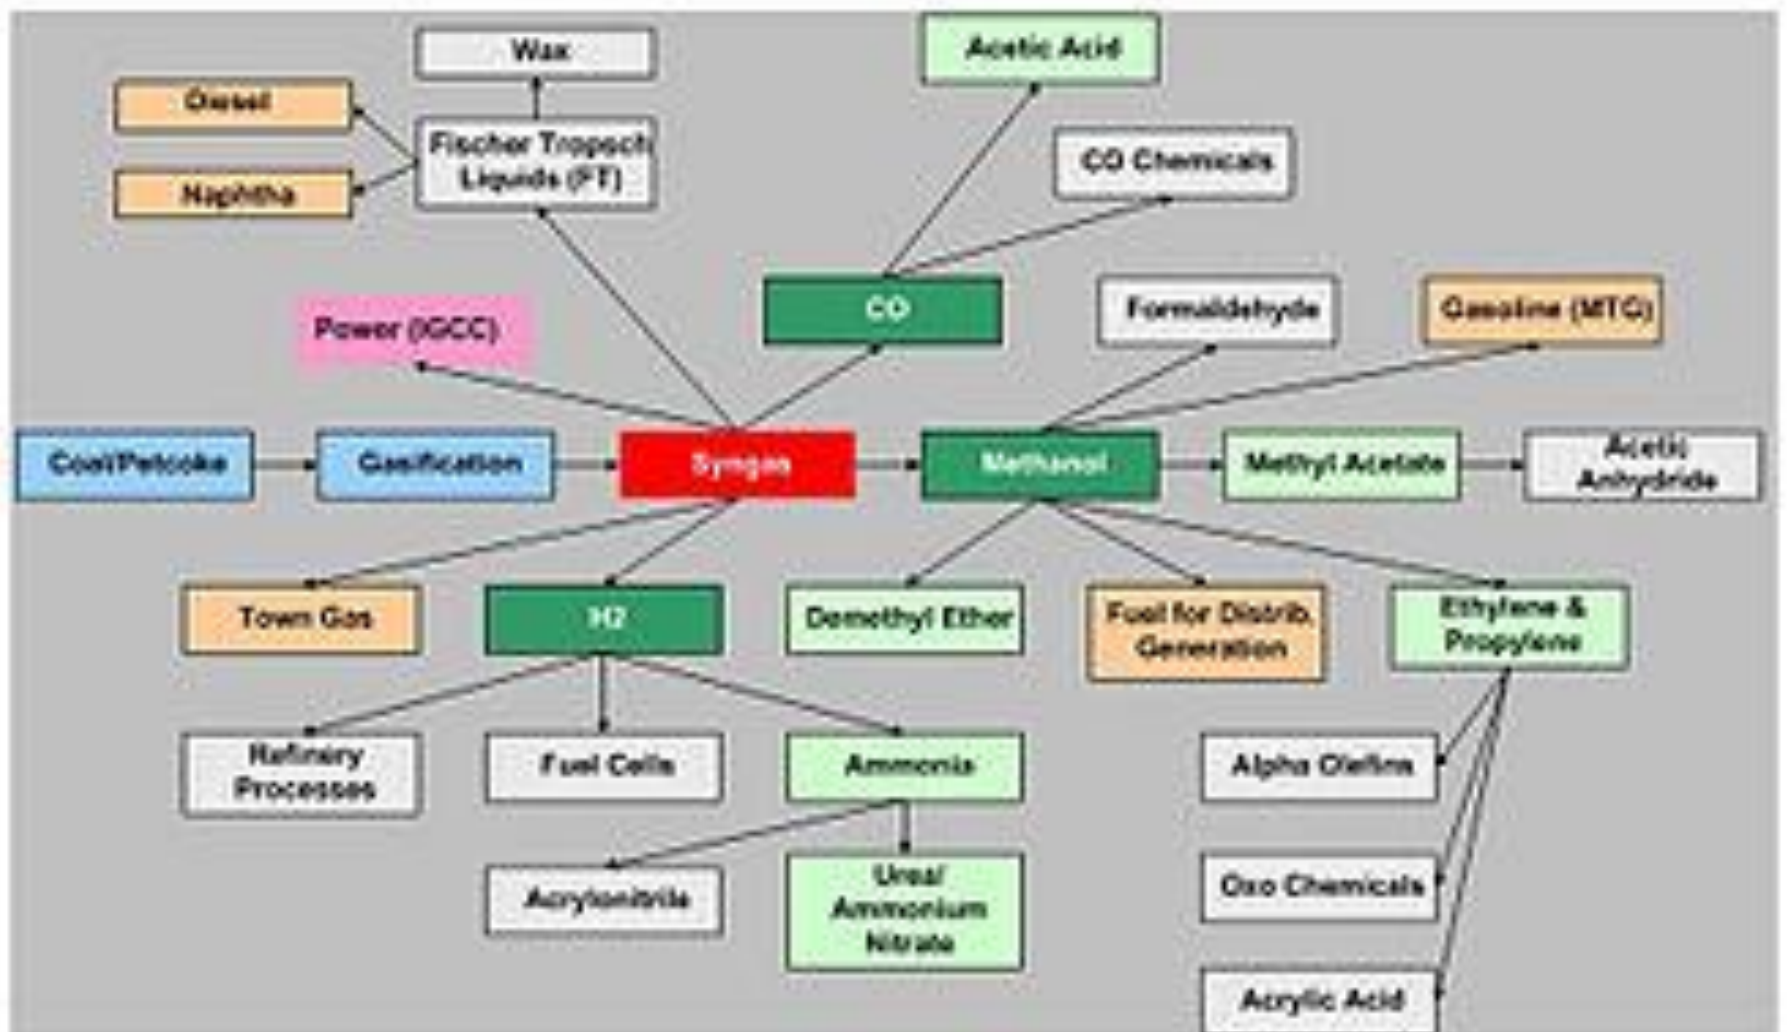 Wax
Acetic Acid
Diesel
Fischer Tropsch
Liquids (FT)
CO Chemicals
Naphtha
Power (IGCC)
CO
Formaldehyde
Gasoline (MTG)
Coal/Petcoke
Gasification
Syngas
Methanol
Methyl Acetate
Acetic
Anhydride
Town Gas
H2
Demethyl Ether
Fuel for Distrib.
Generation
Ethylene &
Propylene
Refinery
Processes
Fuel Cells
Ammonia
Alpha Olefins
Acrylonitrile
Urea/
Ammonium
Nitrate
Oxo Chemicals
Acrylic Acid